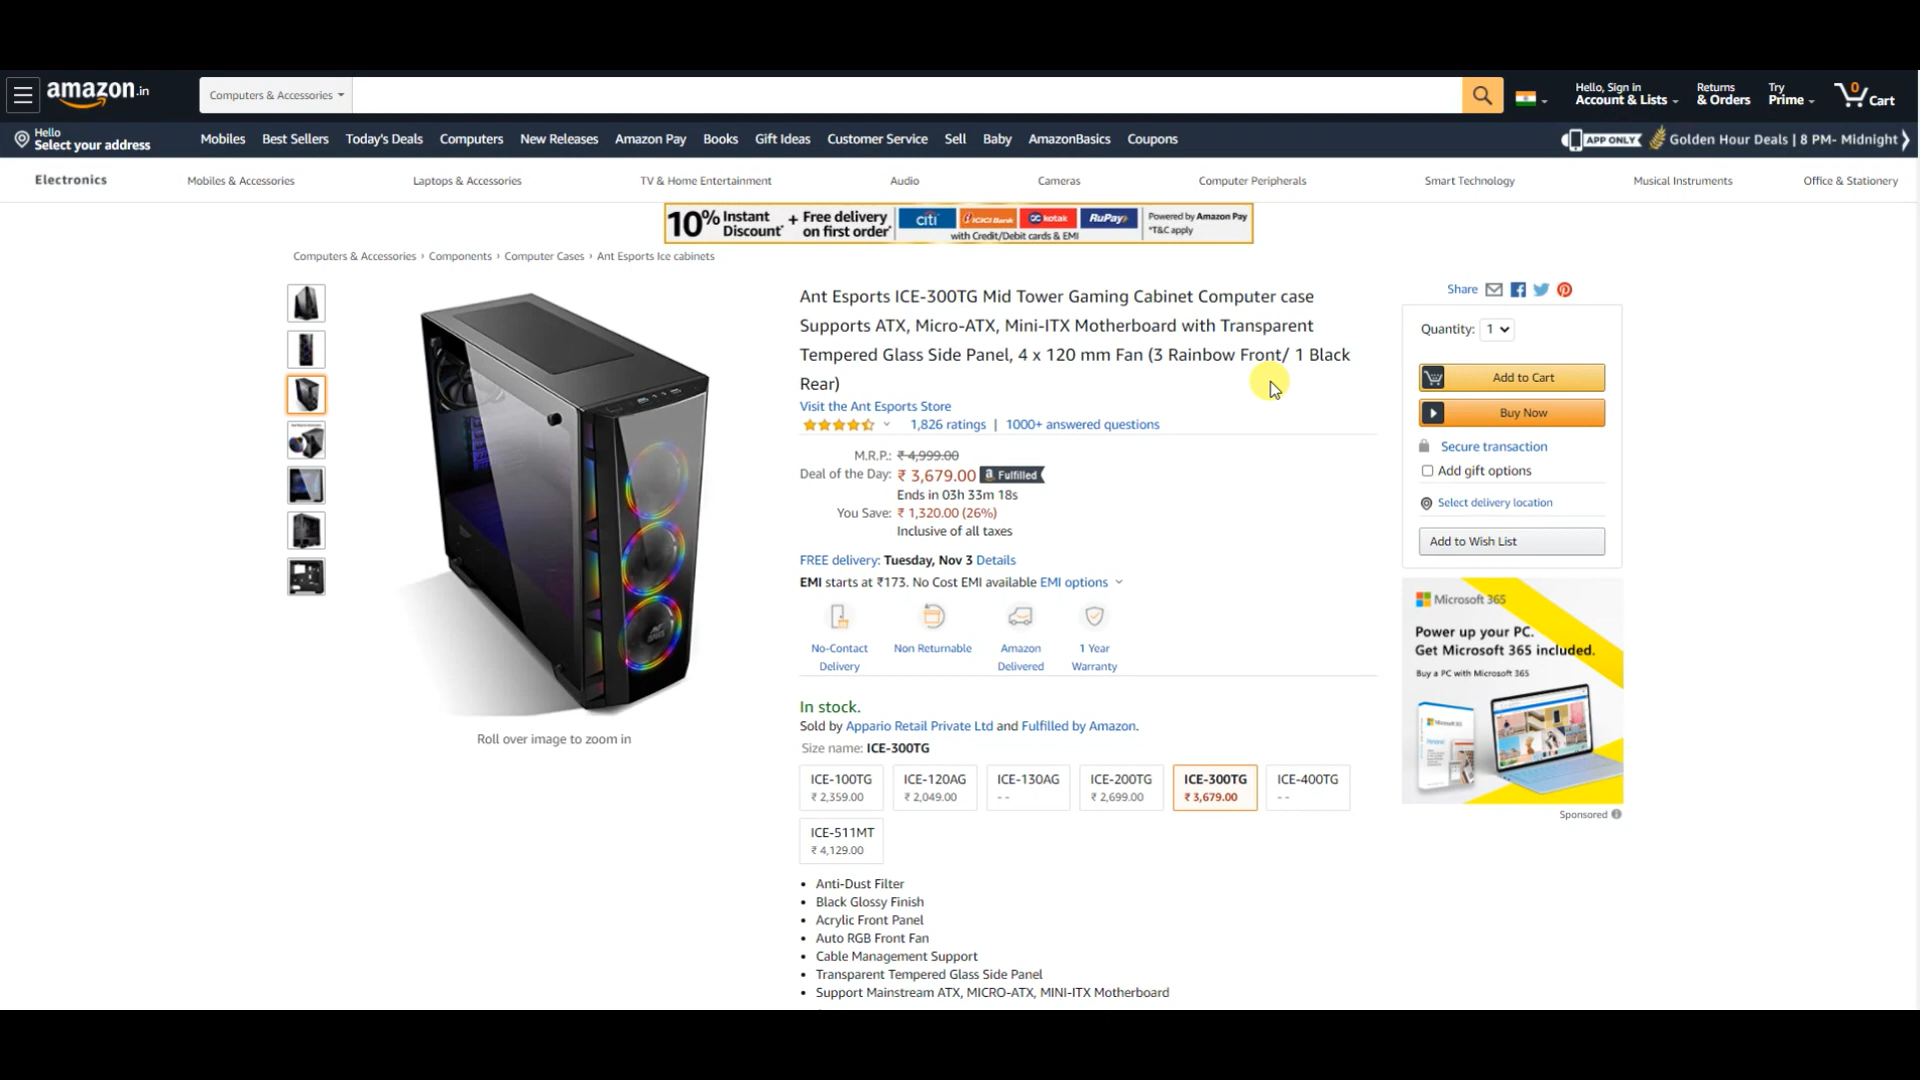 amazon.in
Computers & Accessories
Hello, Sign in
Account & Lists
Returns
& Orders
Try
Prime
0
Cart
Hello
Select your address
Mobiles
Best Sellers
Today's Deals
Computers
New Releases
Amazon Pay
Books
Gift Ideas
Customer Service
Sell
Baby
AmazonBasics
Coupons
APP ONLY
Golden Hour Deals | 8 PM- Midnight
Electronics
Mobiles & Accessories
Laptops & Accessories
TV & Home Entertainment
Audio
Cameras
Computer Peripherals
Smart Technology
Musical Instruments
Office & Stationery
10% Instant Discount* + Free delivery on first order*
citi
ICICI Bank
kotak
RuPay
with Credit/Debit cards & EMI
Powered by Amazon Pay
*T&C apply
Computers & Accessories › Components › Computer Cases › Ant Esports Ice cabinets
Roll over image to zoom in
Ant Esports ICE-300TG Mid Tower Gaming Cabinet Computer case
Supports ATX, Micro-ATX, Mini-ITX Motherboard with Transparent
Tempered Glass Side Panel, 4 x 120 mm Fan (3 Rainbow Front/ 1 Black
Rear)
Visit the Ant Esports Store
1,826 ratings | 1000+ answered questions
M.R.P.: ₹ 4,999.00
Deal of the Day: ₹ 3,679.00 a Fulfilled
Ends in 03h 33m 18s
You Save: ₹ 1,320.00 (26%)
Inclusive of all taxes
FREE delivery: Tuesday, Nov 3 Details
EMI starts at ₹173. No Cost EMI available EMI options
No-Contact
Delivery
Non Returnable
Amazon
Delivered
1 Year
Warranty
In stock.
Sold by Appario Retail Private Ltd and Fulfilled by Amazon.
Size name: ICE-300TG
ICE-100TG
₹ 2,359.00
ICE-120AG
₹ 2,049.00
ICE-130AG
- -
ICE-200TG
₹ 2,699.00
ICE-300TG
₹ 3,679.00
ICE-400TG
- -
ICE-511MT
₹ 4,129.00
• Anti-Dust Filter
• Black Glossy Finish
• Acrylic Front Panel
• Auto RGB Front Fan
• Cable Management Support
• Transparent Tempered Glass Side Panel
• Support Mainstream ATX, MICRO-ATX, MINI-ITX Motherboard
Share
Quantity: 1
Add to Cart
Buy Now
Secure transaction
Add gift options
Select delivery location
Add to Wish List
Microsoft 365
Power up your PC.
Get Microsoft 365 included.
Buy a PC with Microsoft 365
Sponsored